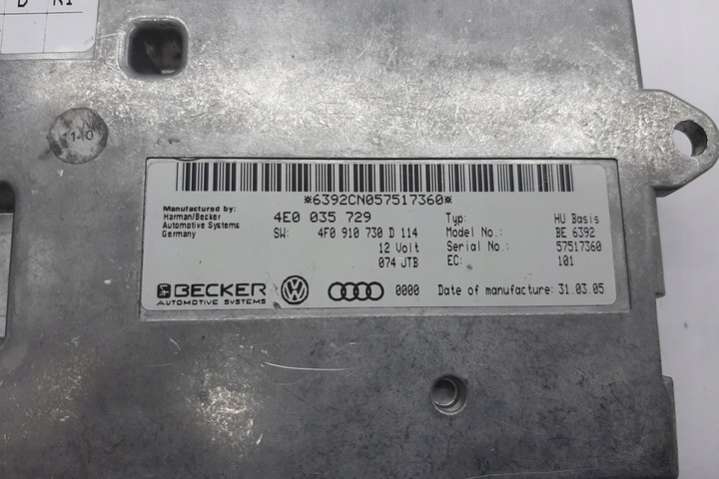 D R1
1140
*6392CN057517360*
Manufactured by:
Harman/Becker
Automotive Systems
Germany
4E0 035 729
SW: 4F0 910 730 D 114
12 Volt
074 JTB
Typ: HU Basis
Model No.: BE 6392
Serial No.: 57517360
EC: 101
BECKER
AUTOMOTIVE SYSTEMS
0000
Date of manufacture: 31.03.05